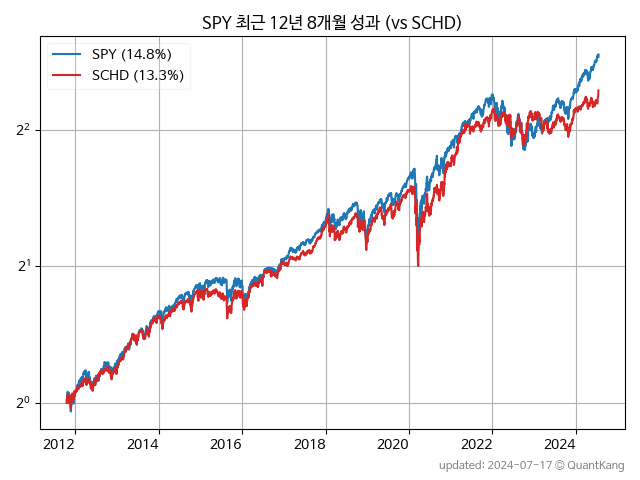 SPY 최근 12년 8개월 성과 (vs SCHD)
SPY (14.8%)
SCHD (13.3%)
2²
2¹
2⁰
2012 2014 2016 2018 2020 2022 2024
updated: 2024-07-17 © QuantKang